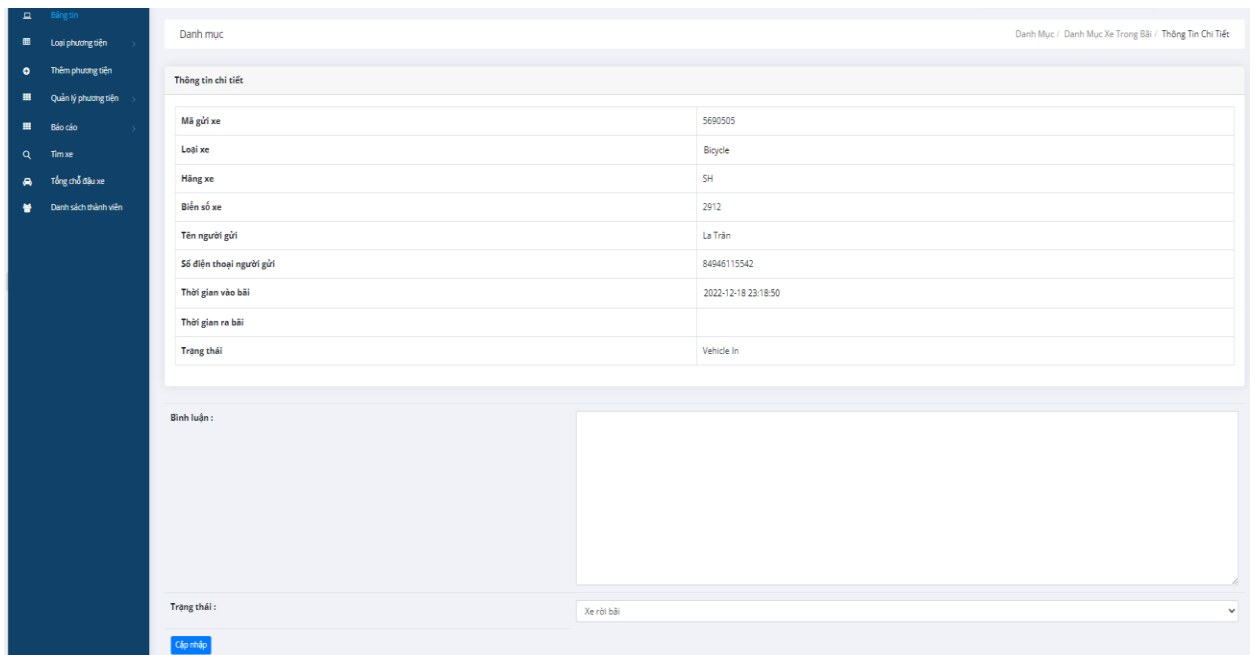 Bảng tin
Loại phương tiện
Thêm phương tiện
Quản lý phương tiện
Báo cáo
Tìm xe
Tổng chỗ đậu xe
Danh sách thành viên
Danh mục
Danh Mục / Danh Mục Xe Trong Bãi / Thông Tin Chi Tiết
Thông tin chi tiết
Mã gửi xe 5690505
Loại xe Bicycle
Hãng xe SH
Biển số xe 2912
Tên người gửi La Trân
Số điện thoại người gửi 84946115542
Thời gian vào bãi 2022-12-18 23:18:50
Thời gian ra bãi
Trạng thái Vehicle In
Bình luận :
Trạng thái : Xe rời bãi
Cập nhập